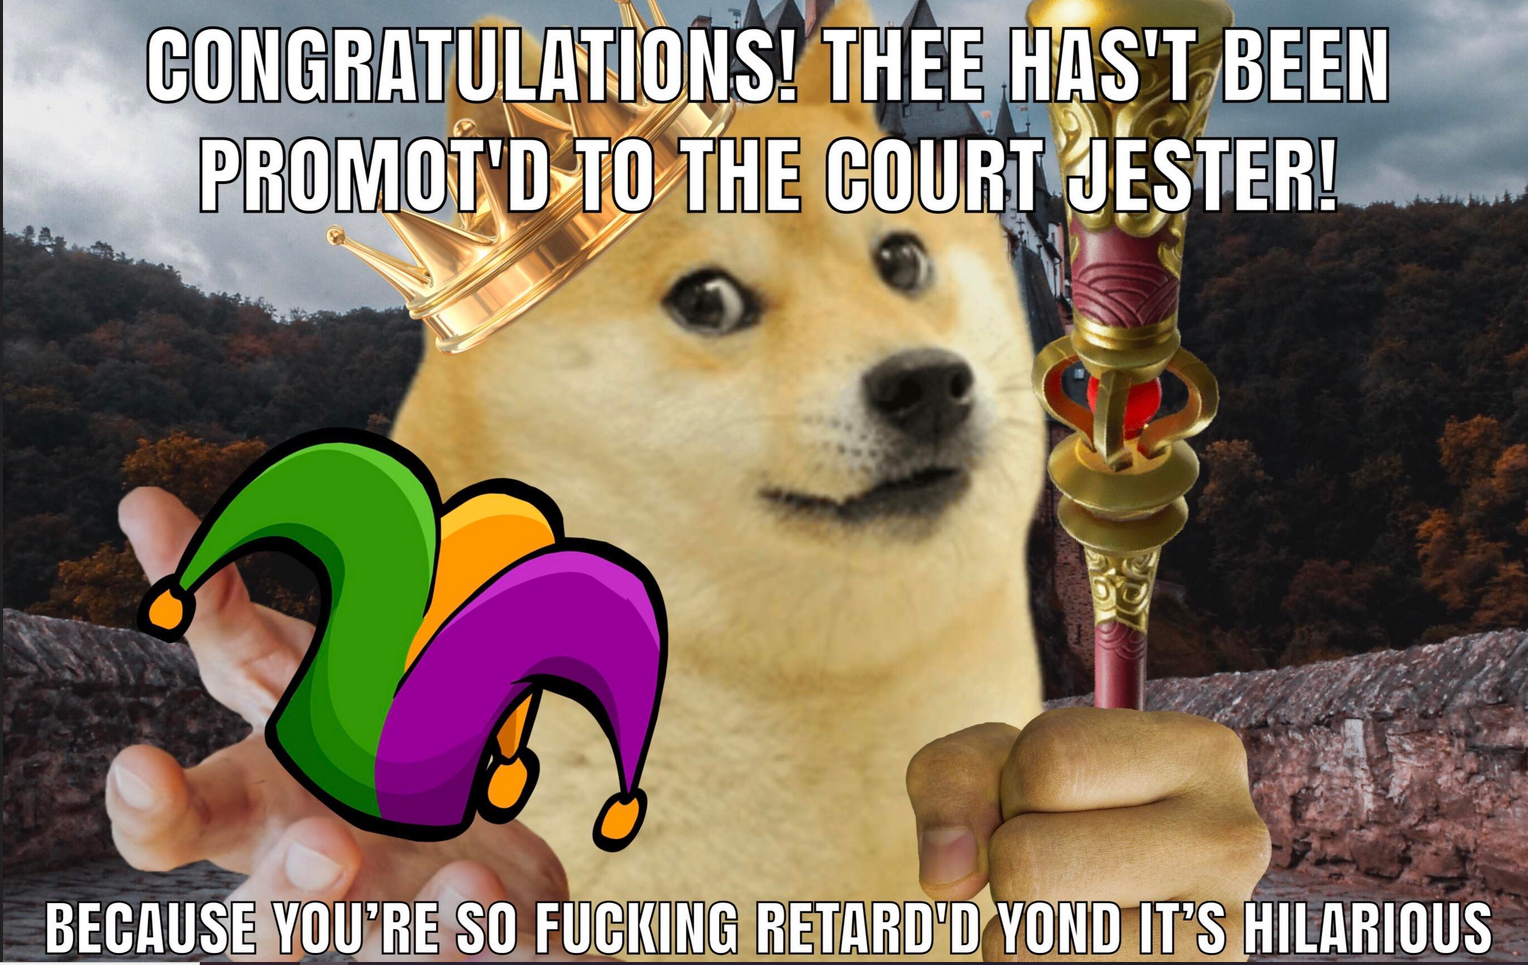 CONGRATULATIONS! THEE HAS'T BEEN
PROMOT'D TO THE COURT JESTER!
BECAUSE YOU’RE SO FUCKING RETARD'D YOND IT’S HILARIOUS